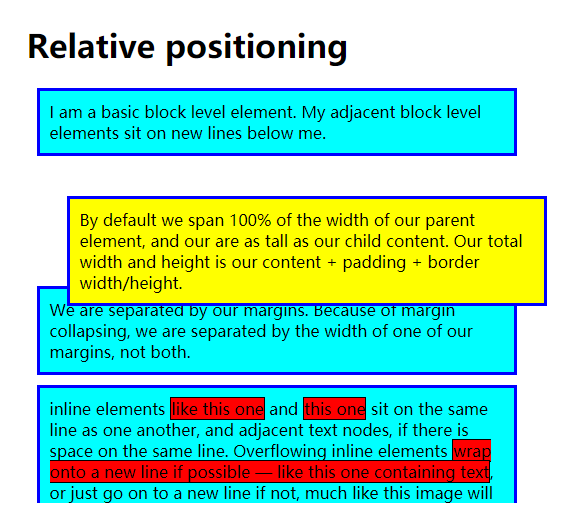 Relative positioning
I am a basic block level element. My adjacent block level
elements sit on new lines below me.
By default we span 100% of the width of our parent
element, and our are as tall as our child content. Our total
width and height is our content + padding + border
width/height.
We are separated by our margins. Because of margin
collapsing, we are separated by the width of one of our
margins, not both.
inline elements like this one and this one sit on the same
line as one another, and adjacent text nodes, if there is
space on the same line. Overflowing inline elements wrap
onto a new line if possible — like this one containing text,
or just go on to a new line if not, much like this image will